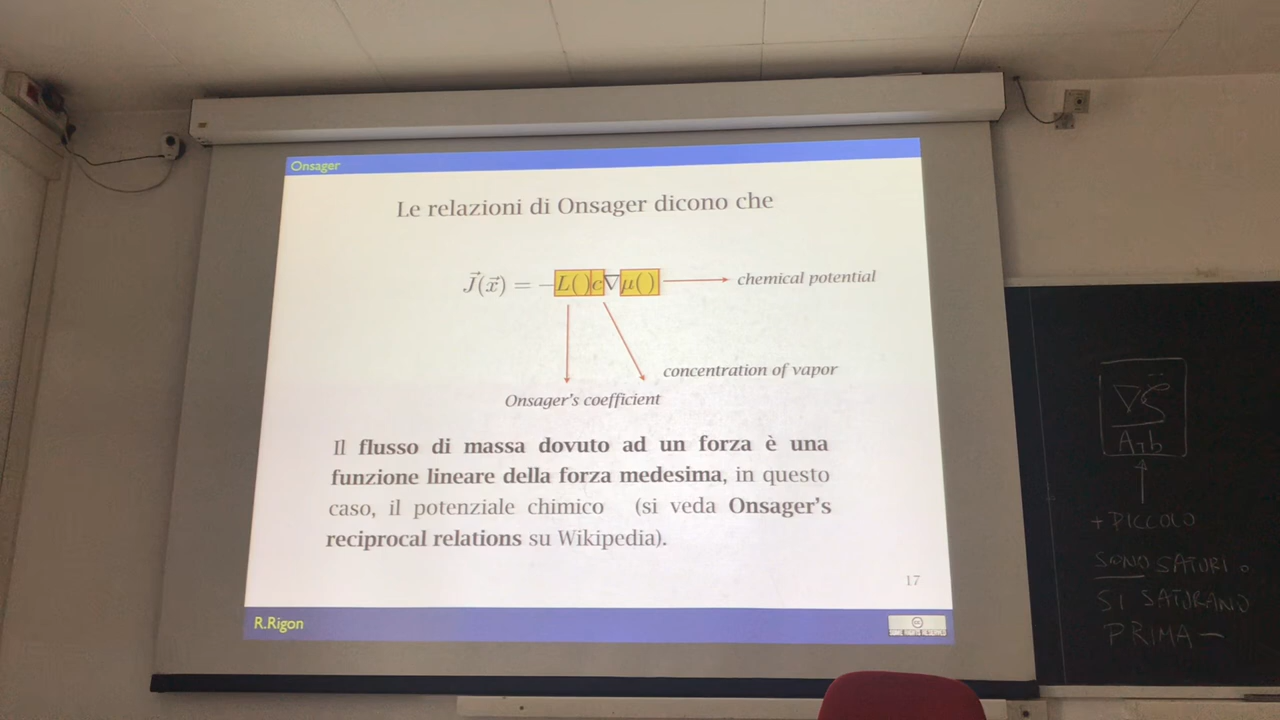 Onsager
Le relazioni di Onsager dicono che
J⃗(x⃗) = −L()c∇μ()
chemical potential
concentration of vapor
Onsager's coefficient
Il flusso di massa dovuto ad un forza è una
funzione lineare della forza medesima, in questo
caso, il potenziale chimico (si veda Onsager's
reciprocal relations su Wikipedia).
17
R.Rigon
cc
+ PICCOLO
SONO SATURI o
SI SATURANO
PRIMA –